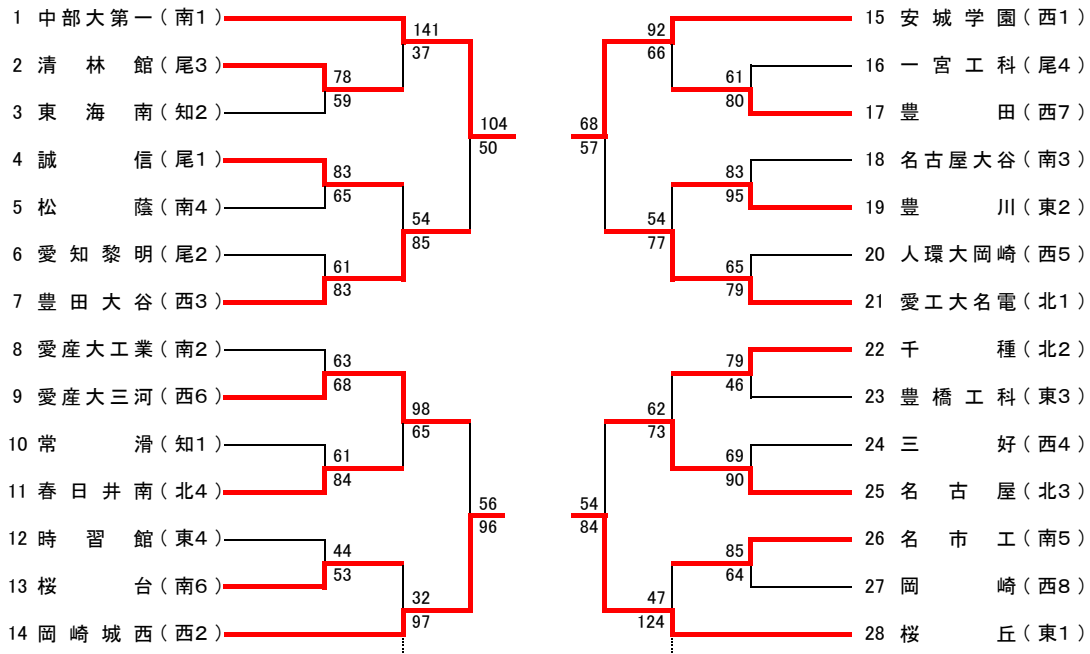 1 中部大第一(南1)
2 清林館(尾3)
3 東海南(知2)
4 誠信(尾1)
5 松蔭(南4)
6 愛知黎明(尾2)
7 豊田大谷(西3)
8 愛産大工業(南2)
9 愛産大三河(西6)
10 常滑(知1)
11 春日井南(北4)
12 時習館(東4)
13 桜台(南6)
14 岡崎城西(西2)
78
59
83
65
61
83
63
68
61
84
44
53
141
37
54
85
98
65
32
97
104
50
56
96
68
57
54
84
92
66
54
77
62
73
47
124
61
80
83
95
65
79
79
46
69
90
85
64
15 安城学園(西1)
16 一宮工科(尾4)
17 豊田(西7)
18 名古屋大谷(南3)
19 豊川(東2)
20 人環大岡崎(西5)
21 愛工大名電(北1)
22 千種(北2)
23 豊橋工科(東3)
24 三好(西4)
25 名古屋(北3)
26 名市工(南5)
27 岡崎(西8)
28 桜丘(東1)